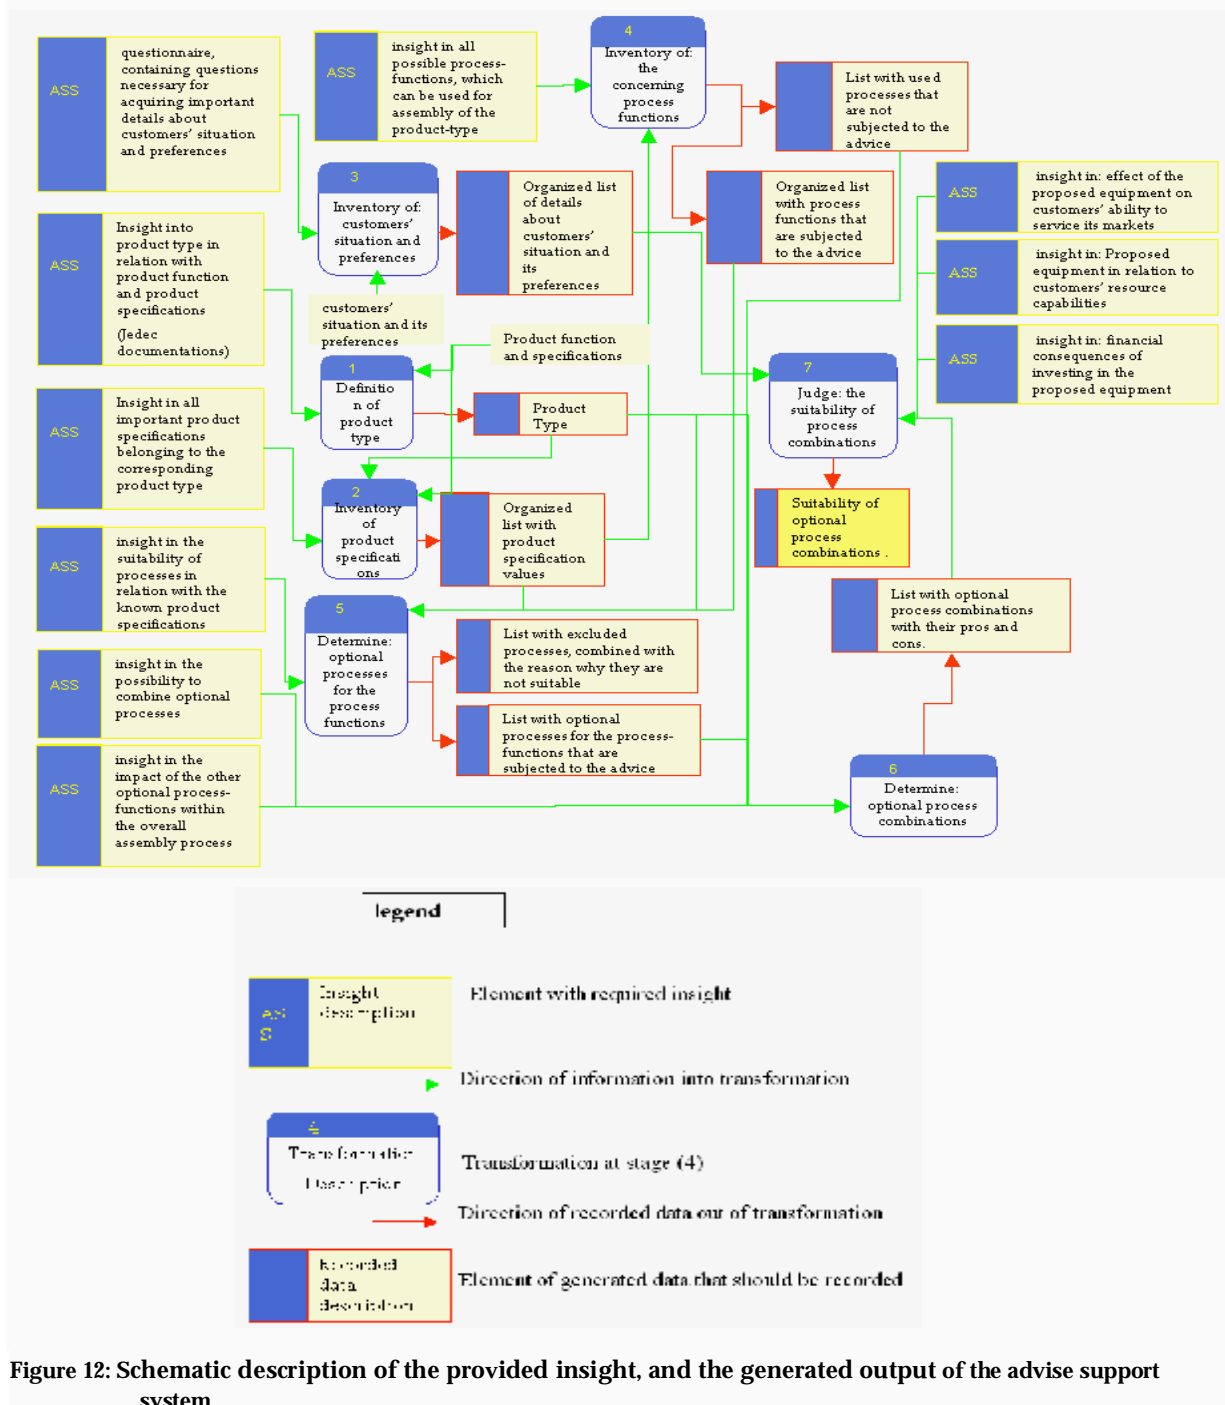 ASS
questionnaire,
containing questions
necessary for
acquiring important
details about
customers' situation
and preferences
ASS
insight in all
possible process-
functions, which
can be used for
assembly of the
product-type
4
Inventory of:
the
concerning
process
functions
List with used
processes that
are not
subjected to the
advice
3
Inventory of:
customers'
situation and
preferences
Organized list
of details
about
customers'
situation and
its
preferences
Organized list
with process
functions that
are subjected
to the advice
ASS
insight in: effect of the
proposed equipment on
customers' ability to
service its markets
ASS
insight in: Proposed
equipment in relation to
customers' resource
capabilities
ASS
insight in: financial
consequences of
investing in the
proposed equipment
ASS
Insight into
product type in
relation with
product function
and product
specifications
(Jedec
documentations)
customers'
situation and its
preferences
Product function
and specifications
1
Definitio
n of
product
type
Product
Type
7
Judge: the
suitability of
process
combinations
ASS
Insight in all
important product
specifications
belonging to the
corresponding
product type
2
Inventory
of
product
specificati
ons
Organized
list with
product
specification
values
Suitability of
optional
process
combinations .
ASS
insight in the
suitability of
processes in
relation with the
known product
specifications
5
Determine:
optional
processes
for the
process
functions
List with excluded
processes, combined with
the reason why they are
not suitable
List with optional
process combinations
with their pros and
cons.
ASS
insight in the
possibility to
combine optional
processes
List with optional
processes for the process-
functions that are
subjected to the advice
ASS
insight in the
impact of the other
optional process-
functions within
the overall
assembly process
6
Determine:
optional process
combinations
legend
AS
S
Insight
description
Element with required insight
Direction of information into transformation
4
Transformation
Description
Transformation at stage (4)
Direction of recorded data out of transformation
Recorded
data
description
Element of generated data that should be recorded
Figure 12: Schematic description of the provided insight, and the generated output of the advise support
system